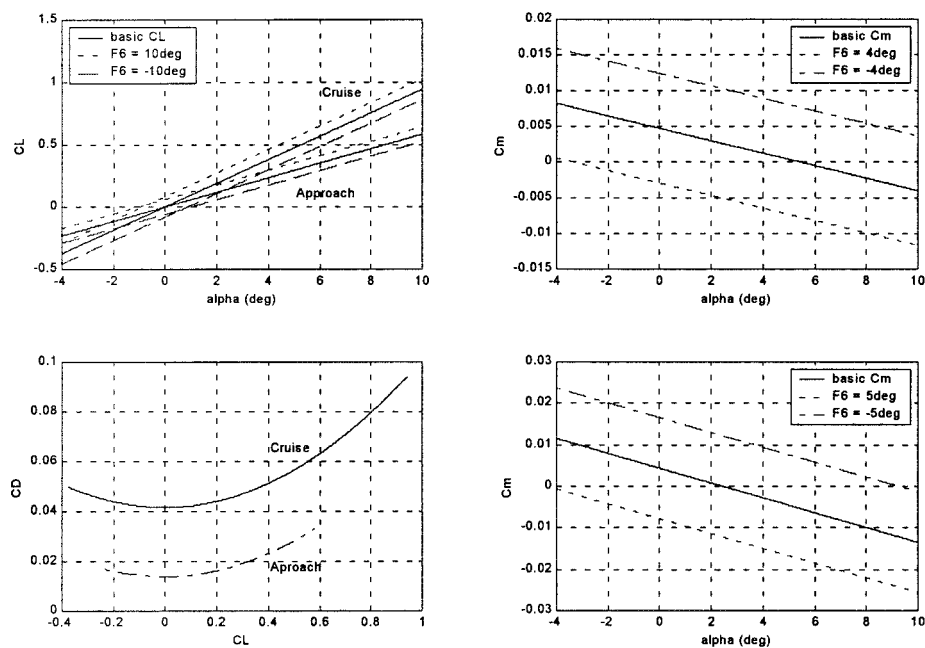 1.5
1
0.5
0
-0.5
CL
basic CL
F6 = 10deg
F6 = -10deg
Cruise
Approach
-4 -2 0 2 4 6 8 10
alpha (deg)
0.02
0.015
0.01
0.005
0
-0.005
-0.01
-0.015
Cm
basic Cm
F6 = 4deg
F6 = -4deg
-4 -2 0 2 4 6 8 10
alpha (deg)
0.1
0.08
0.06
0.04
0.02
0
CD
Cruise
Aproach
-0.4 -0.2 0 0.2 0.4 0.6 0.8 1
CL
0.03
0.02
0.01
0
-0.01
-0.02
-0.03
Cm
basic Cm
F6 = 5deg
F6 = -5deg
-4 -2 0 2 4 6 8 10
alpha (deg)